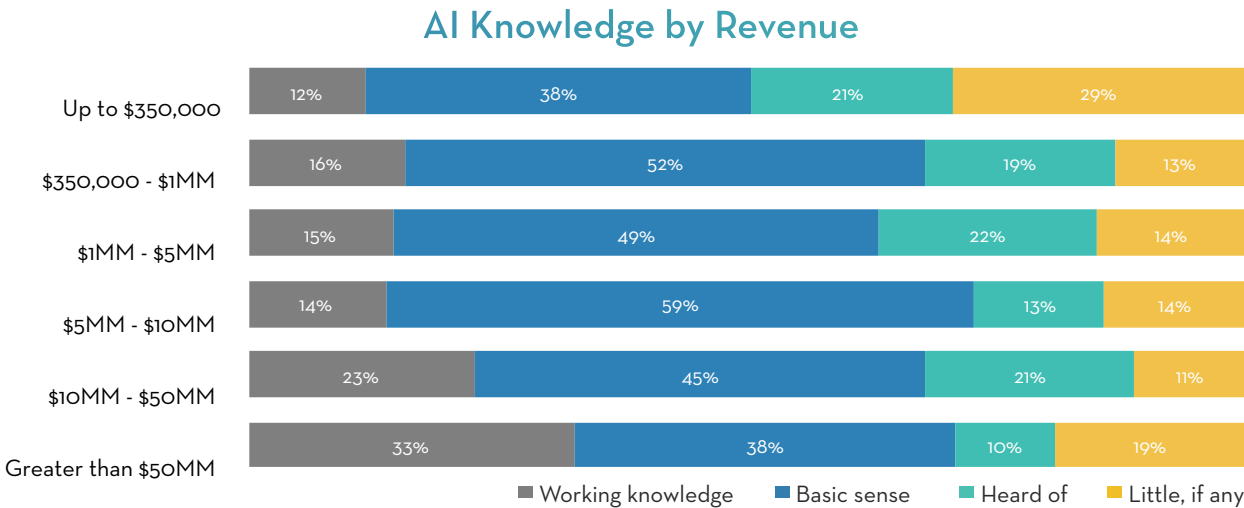 AI Knowledge by Revenue
Up to $350,000 12% 38% 21% 29%
$350,000 - $1MM 16% 52% 19% 13%
$1MM - $5MM 15% 49% 22% 14%
$5MM - $10MM 14% 59% 13% 14%
$10MM - $50MM 23% 45% 21% 11%
Greater than $50MM 33% 38% 10% 19%
Working knowledge Basic sense Heard of Little, if any